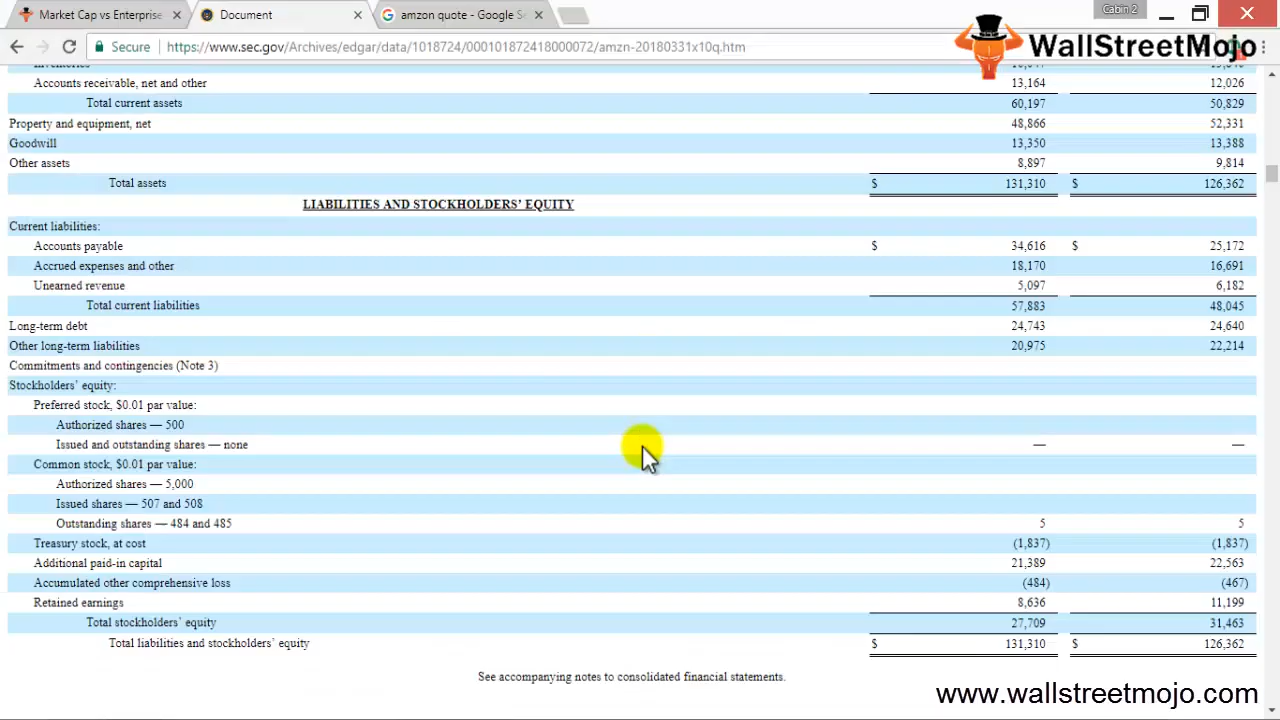 Market Cap vs Enterprise
Document
amzon quote - Google Se
Cabin 2
Secure https://www.sec.gov/Archives/edgar/data/1018724/000101872418000072/amzn-20180331x10q.htm
WallStreetMojo
Inventories
Accounts receivable, net and other 13,164 12,026
Total current assets 60,197 50,829
Property and equipment, net 48,866 52,331
Goodwill 13,350 13,388
Other assets 8,897 9,814
Total assets $ 131,310 $ 126,362
LIABILITIES AND STOCKHOLDERS’ EQUITY
Current liabilities:
Accounts payable $ 34,616 $ 25,172
Accrued expenses and other 18,170 16,691
Unearned revenue 5,097 6,182
Total current liabilities 57,883 48,045
Long-term debt 24,743 24,640
Other long-term liabilities 20,975 22,214
Commitments and contingencies (Note 3)
Stockholders’ equity:
Preferred stock, $0.01 par value:
Authorized shares — 500
Issued and outstanding shares — none — —
Common stock, $0.01 par value:
Authorized shares — 5,000
Issued shares — 507 and 508
Outstanding shares — 484 and 485 5 5
Treasury stock, at cost (1,837) (1,837)
Additional paid-in capital 21,389 22,563
Accumulated other comprehensive loss (484) (467)
Retained earnings 8,636 11,199
Total stockholders’ equity 27,709 31,463
Total liabilities and stockholders’ equity $ 131,310 $ 126,362
See accompanying notes to consolidated financial statements.
www.wallstreetmojo.com